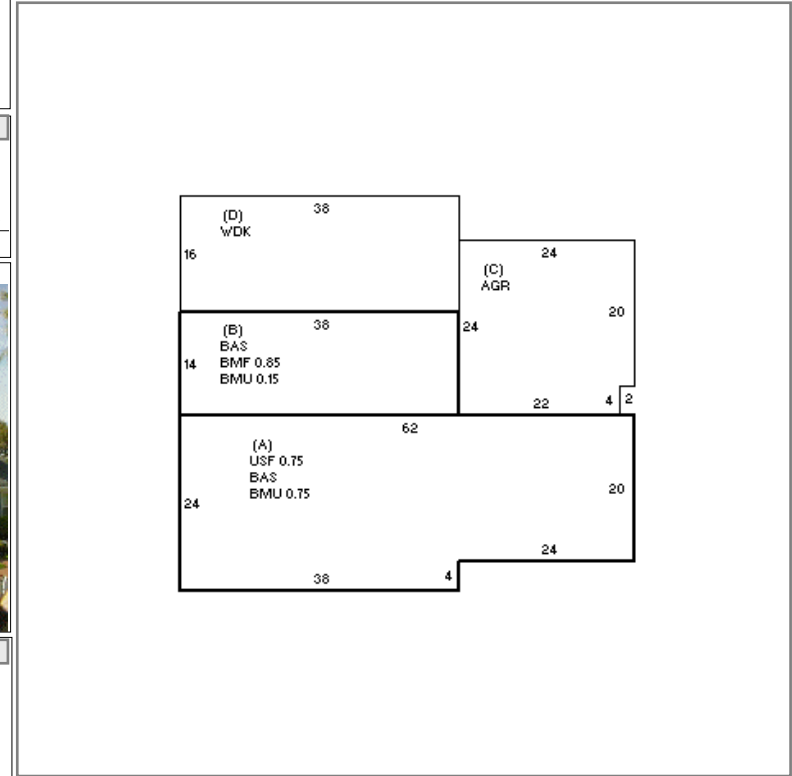 38
(D)
WDK
16
24
(C)
AGR
20
38
24
(B)
BAS
14
BMF 0.85
BMU 0.15
22
4
2
62
(A)
USF 0.75
BAS
BMU 0.75
20
24
24
38
4